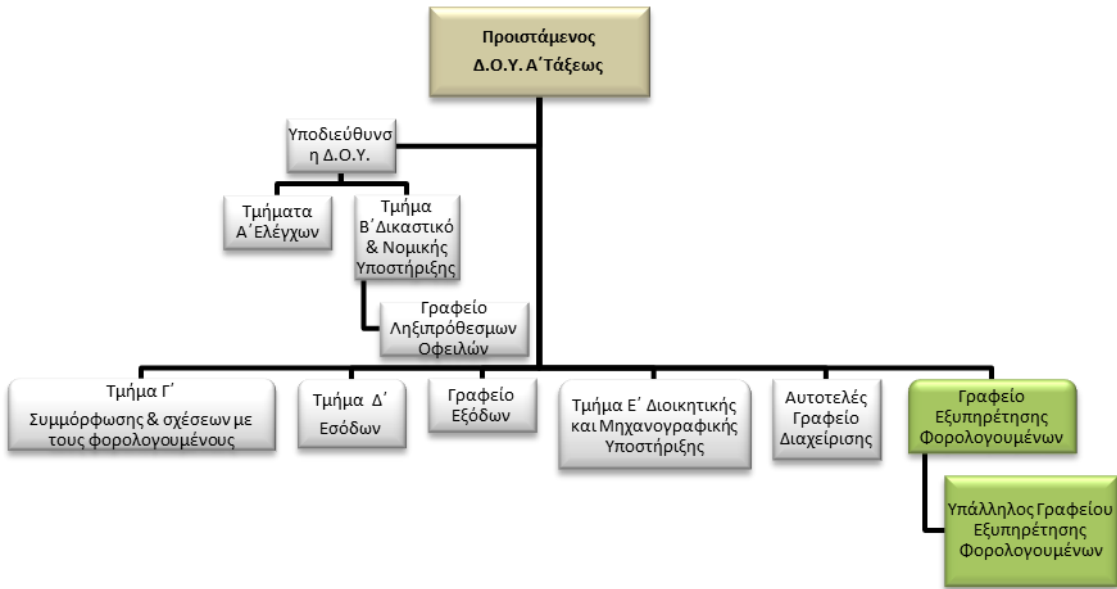 Προιστάμενος
Δ.Ο.Υ. Α΄Τάξεως
Υποδιεύθυνσ
η Δ.Ο.Υ.
Τμήματα
Α΄Ελέγχων
Τμήμα
Β΄Δικαστικό
& Νομικής
Υποστήριξης
Γραφείο
Ληξιπρόθεσμων
Οφειλών
Τμήμα Γ΄
Συμμόρφωσης & σχέσεων με
τους φορολογουμένους
Τμήμα Δ΄
Εσόδων
Γραφείο
Εξόδων
Τμήμα Ε΄ Διοικητικής
και Μηχανογραφικής
Υποστήριξης
Αυτοτελές
Γραφείο
Διαχείρισης
Γραφείο
Εξυπηρέτησης
Φορολογουμένων
Υπάλληλος Γραφείου
Εξυπηρέτησης
Φορολογουμένων